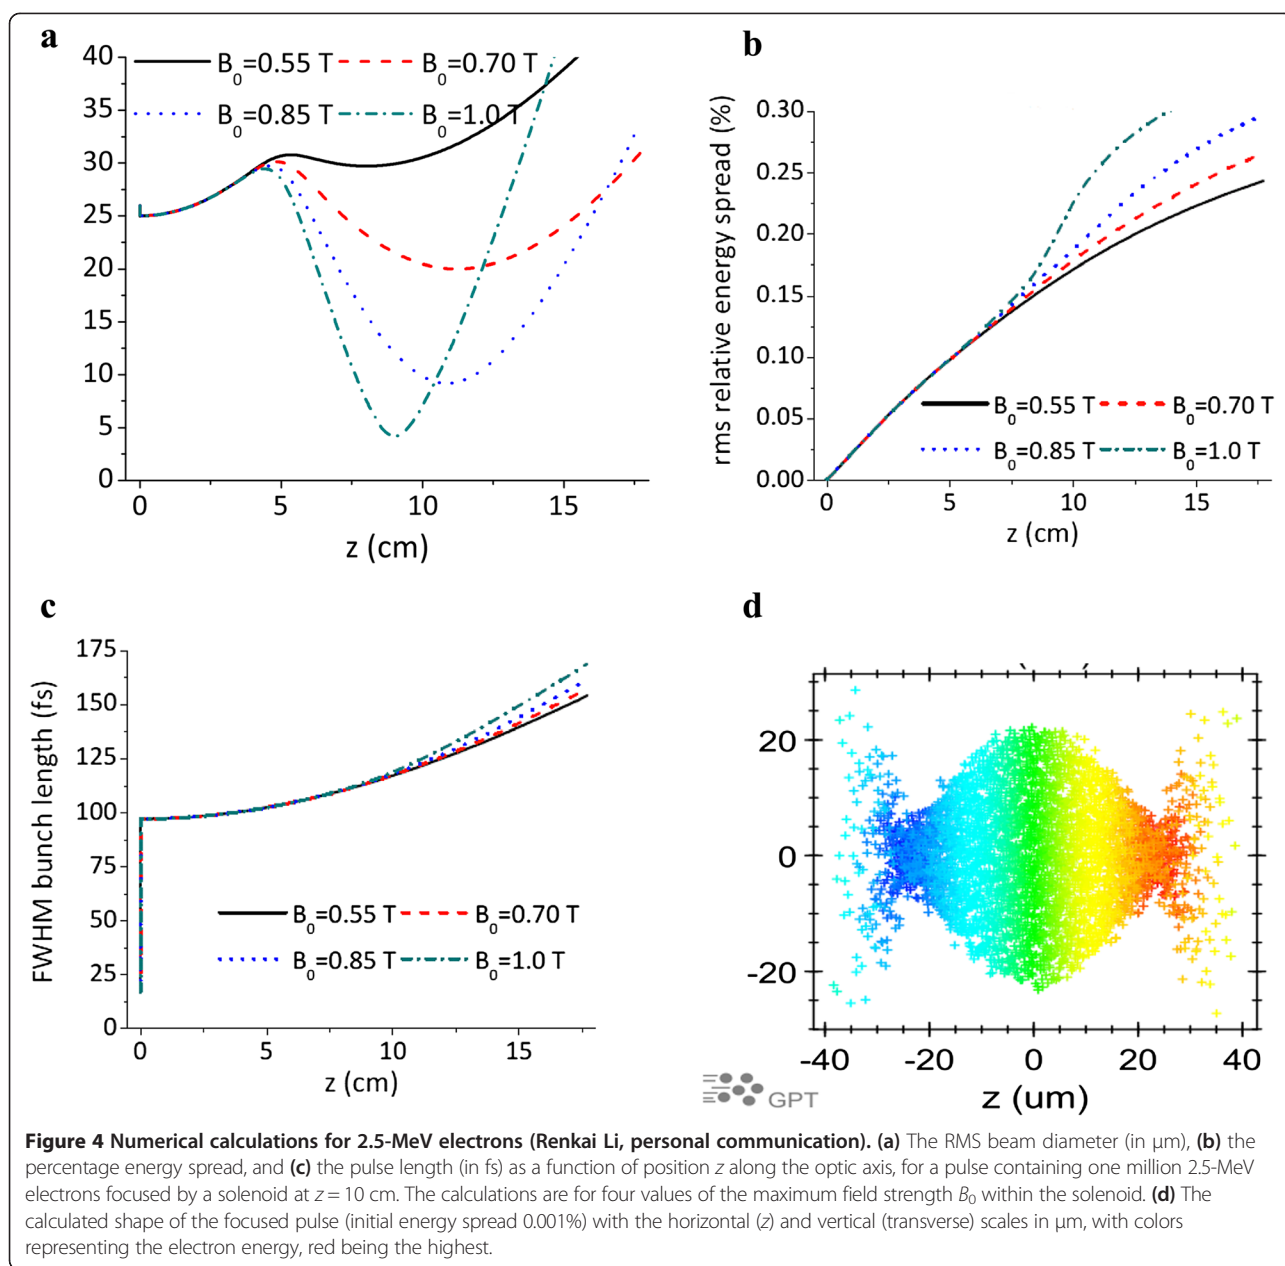 a
B0=0.55 T
B0=0.70 T
B0=0.85 T
B0=1.0 T
40
35
30
25
20
15
10
5
0
0 5 10 15
z (cm)
b
rms relative energy spread (%)
0.30
0.25
0.20
0.15
0.10
0.05
0.00
B0=0.55 T
B0=0.70 T
B0=0.85 T
B0=1.0 T
0 5 10 15
z (cm)
c
FWHM bunch length (fs)
175
150
125
100
75
50
25
0
B0=0.55 T
B0=0.70 T
B0=0.85 T
B0=1.0 T
0 5 10 15
z (cm)
d
20
0
-20
-40 -20 0 20 40
z (um)
GPT
Figure 4 Numerical calculations for 2.5-MeV electrons (Renkai Li, personal communication). (a) The RMS beam diameter (in μm), (b) the
percentage energy spread, and (c) the pulse length (in fs) as a function of position z along the optic axis, for a pulse containing one million 2.5-MeV
electrons focused by a solenoid at z = 10 cm. The calculations are for four values of the maximum field strength B0 within the solenoid. (d) The
calculated shape of the focused pulse (initial energy spread 0.001%) with the horizontal (z) and vertical (transverse) scales in μm, with colors
representing the electron energy, red being the highest.